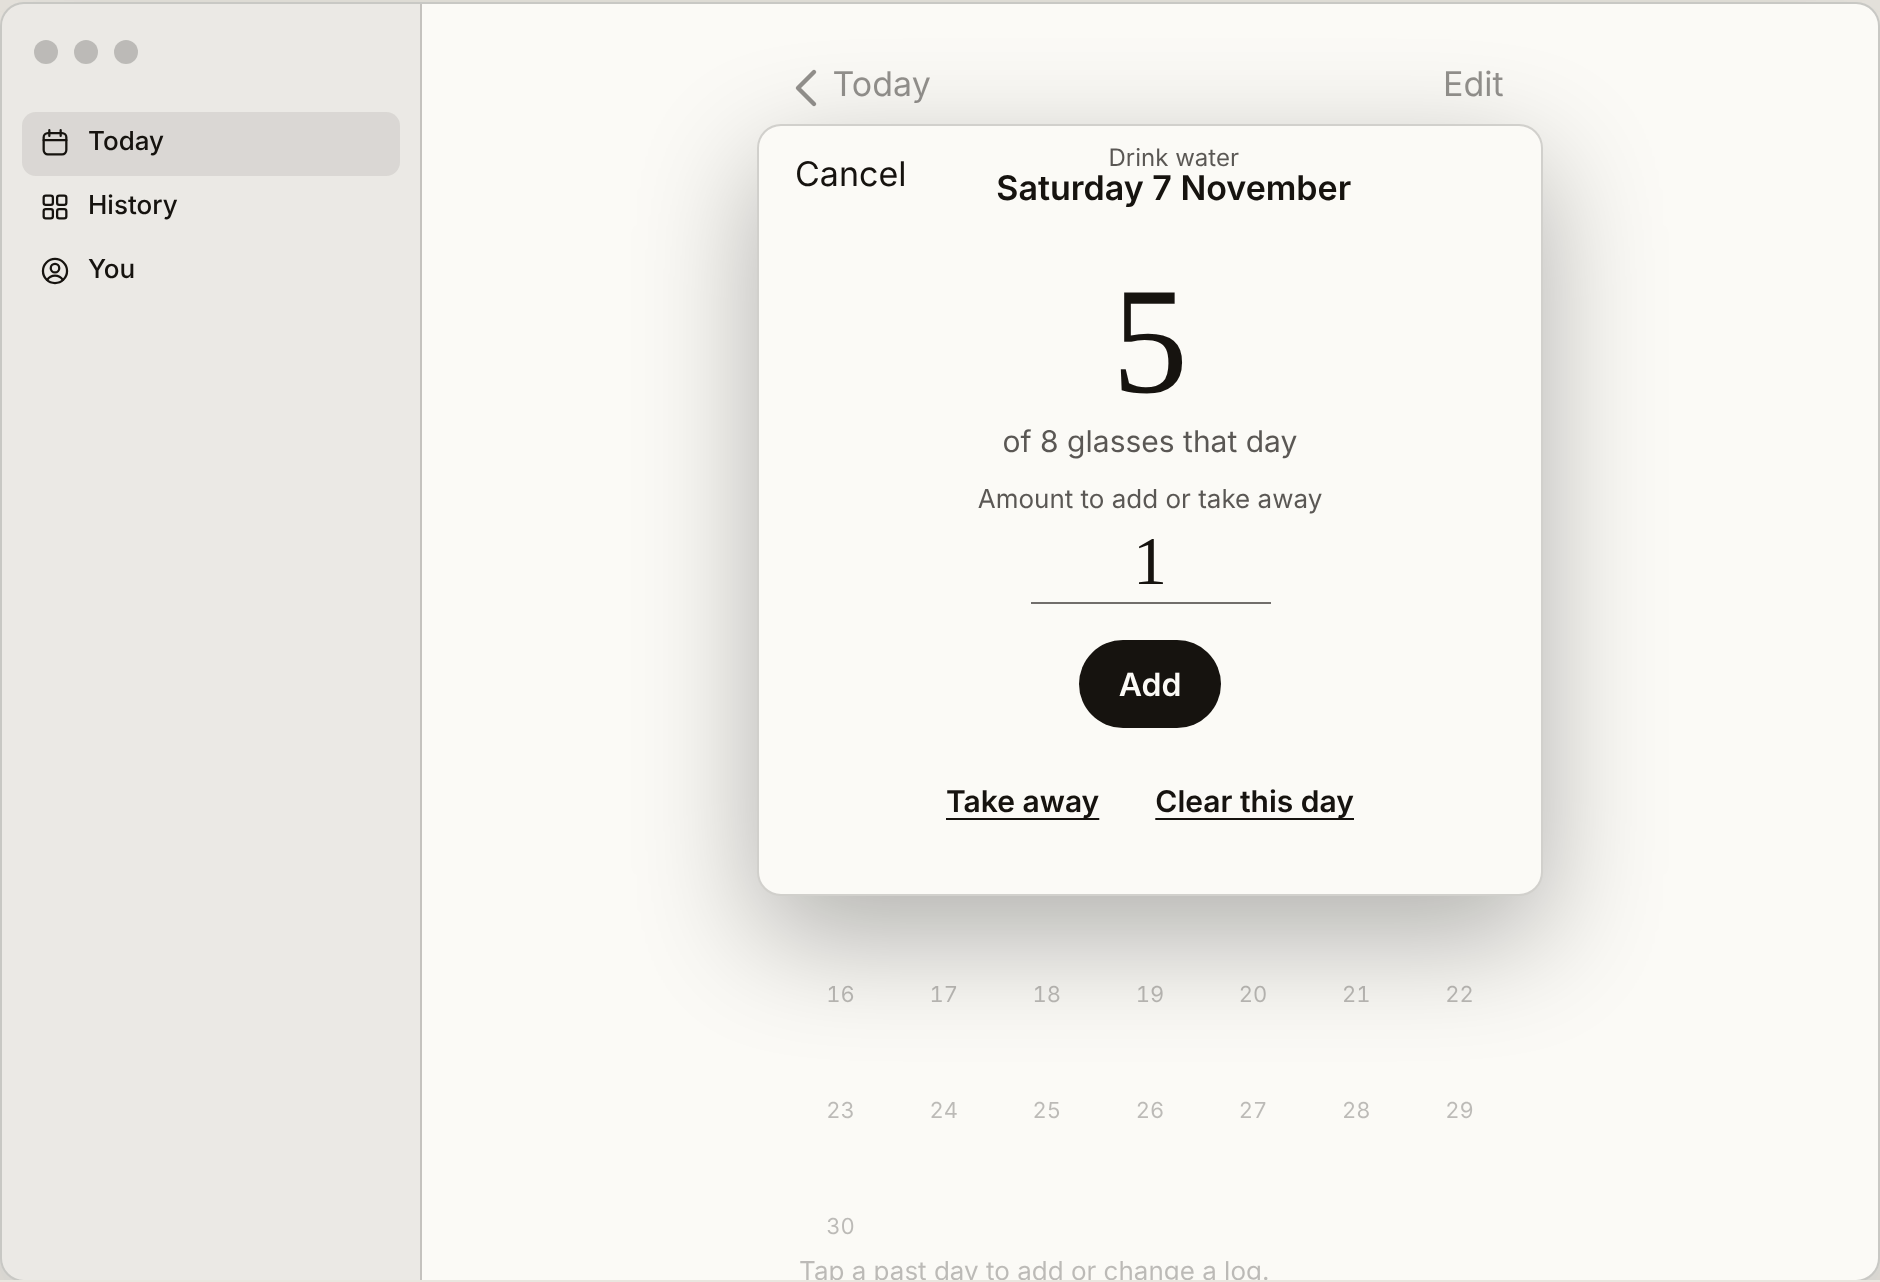 Today
History
You
Today
Edit
Cancel
Drink water
Saturday 7 November
5
of 8 glasses that day
Amount to add or take away
1
Add
Take away Clear this day
16 17 18 19 20 21 22
23 24 25 26 27 28 29
30
Tap a past day to add or change a log.